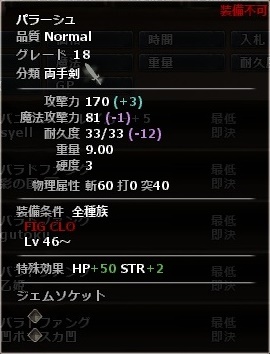 装備不可
パラーシュ
品質 Normal
グレード 18
分類 両手剣
攻撃力 170 (+3)
魔法攻撃力 81 (-1)
耐久度 33/33 (-12)
重量 9.00
硬度 3
物理属性 斬60 打0 突40
装備条件 全種族
FIG CLO
Lv 46～
特殊効果 HP+50 STR+2
ジェムソケット